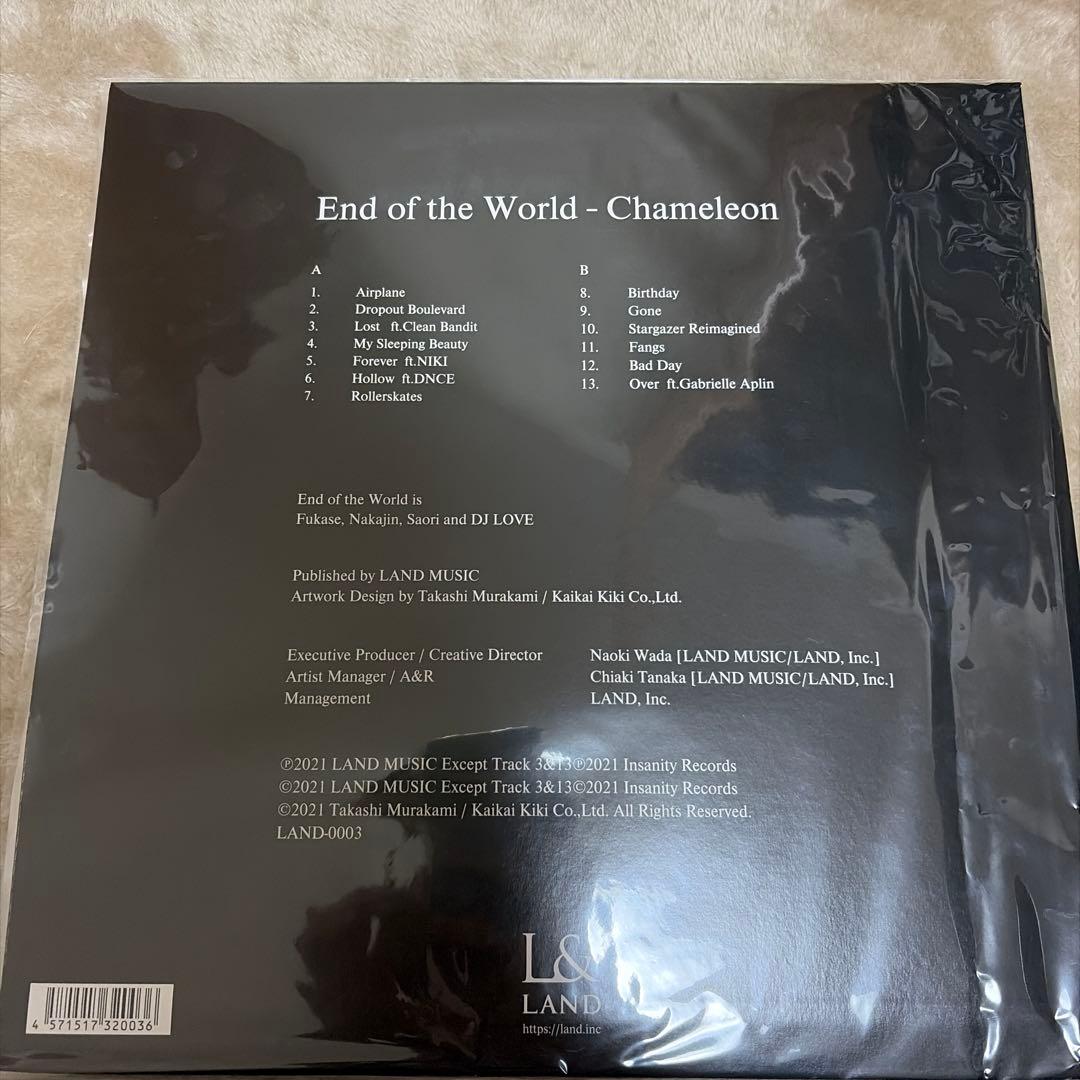 End of the World - Chameleon
A
1. Airplane
2. Dropout Boulevard
3. Lost ft.Clean Bandit
4. My Sleeping Beauty
5. Forever ft.NIKI
6. Hollow ft.DNCE
7. Rollerskates
B
8. Birthday
9. Gone
10. Stargazer Reimagined
11. Fangs
12. Bad Day
13. Over ft.Gabrielle Aplin
End of the World is
Fukase, Nakajin, Saori and DJ LOVE
Published by LAND MUSIC
Artwork Design by Takashi Murakami / Kaikai Kiki Co.,Ltd.
Executive Producer / Creative Director Naoki Wada [LAND MUSIC/LAND, Inc.]
Artist Manager / A&R Chiaki Tanaka [LAND MUSIC/LAND, Inc.]
Management LAND, Inc.
℗2021 LAND MUSIC Except Track 3&13℗2021 Insanity Records
©2021 LAND MUSIC Except Track 3&13©2021 Insanity Records
©2021 Takashi Murakami / Kaikai Kiki Co.,Ltd. All Rights Reserved.
LAND-0003
L&
LAND
https://land.inc
4 571517 320036